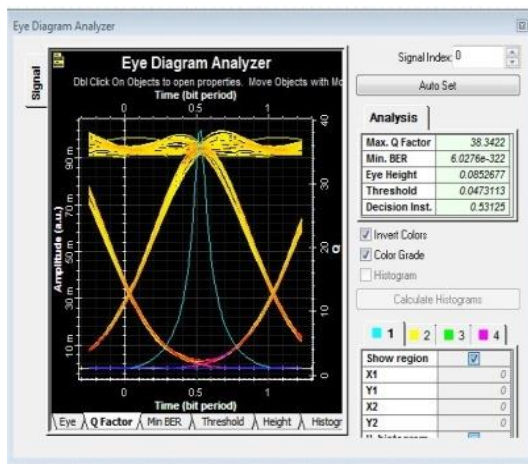 Eye Diagram Analyzer
Signal
Eye Diagram Analyzer
Dbl Click On Objects to open properties. Move Objects with Mo
Time (bit period)
0 0.5 1
Amplitude (a.u.)
90 m
70 m
50 m
30 m
10 m
40
30
20
10
0
Q
0 0.5 1
Time (bit period)
Eye Q Factor Min BER Threshold Height Histogr
Signal Index: 0
Auto Set
Analysis
Max. Q Factor 38.3422
Min. BER 6.0276e-322
Eye Height 0.0852677
Threshold 0.0473113
Decision Inst. 0.53125
Invert Colors
Color Grade
Histogram
Calculate Histograms
1 2 3 4
Show region
X1 0
Y1 0
X2 0
Y2 0